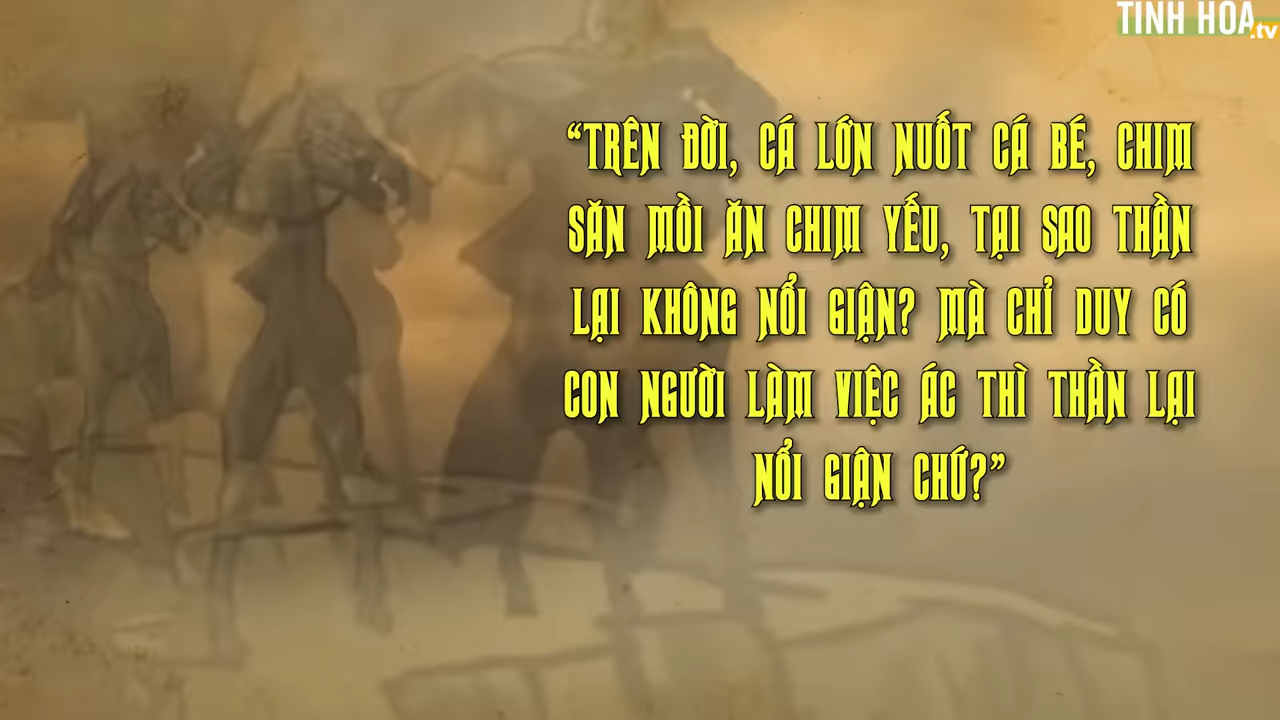 TINH HOA
.tv
“TRÊN ĐỜI, CÁ LỚN NUỐT CÁ BÉ, CHIM
SĂN MỒI ĂN CHIM YẾU, TẠI SAO THẦN
LẠI KHÔNG NỔI GIẬN? MÀ CHỈ DUY CÓ
CON NGƯỜI LÀM VIỆC ÁC THÌ THẦN LẠI
NỔI GIẬN CHỨ?”